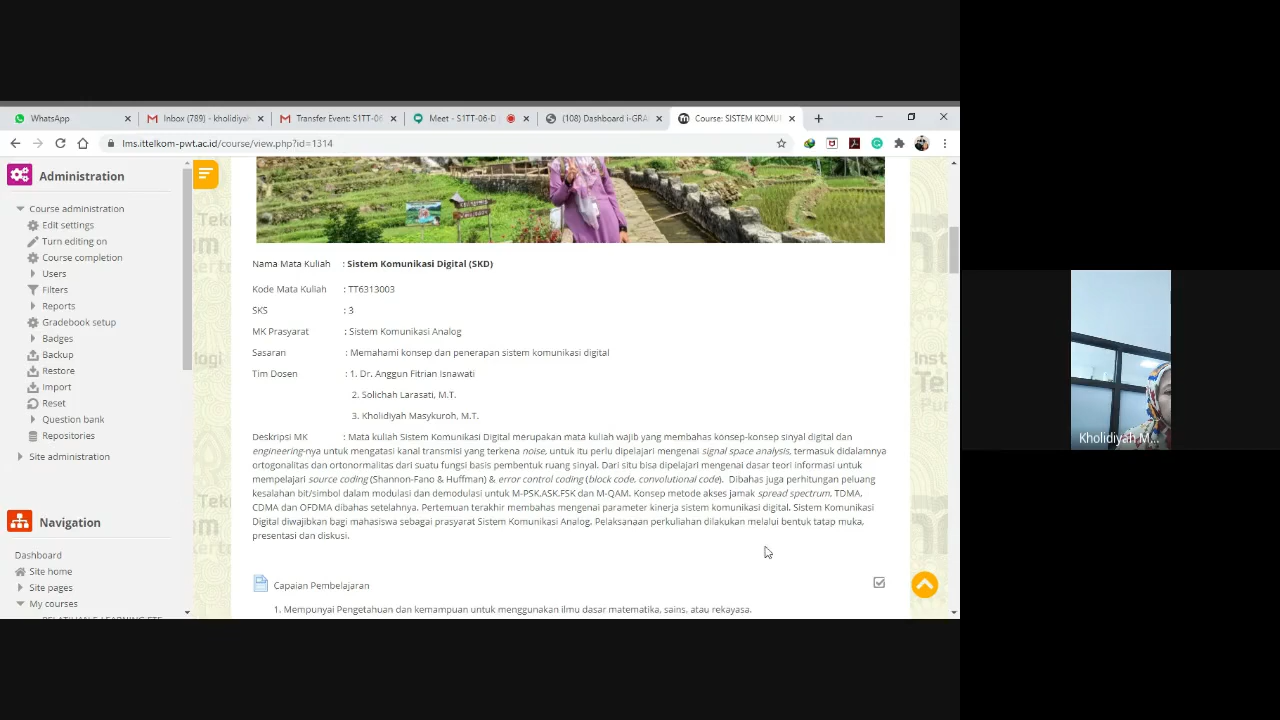 WhatsApp
Inbox (789) - kholidiyah
Transfer Event: S1TT-06
Meet - S1TT-06-D
(108) Dashboard i-GRA
Course: SISTEM KOMU
lms.ittelkom-pwt.ac.id/course/view.php?id=1314
Administration
Course administration
Edit settings
Turn editing on
Course completion
Users
Filters
Reports
Gradebook setup
Badges
Backup
Restore
Import
Reset
Question bank
Repositories
Site administration
Navigation
Dashboard
Site home
Site pages
My courses
Nama Mata Kuliah : Sistem Komunikasi Digital (SKD)
Kode Mata Kuliah : TT6313003
SKS : 3
MK Prasyarat : Sistem Komunikasi Analog
Sasaran : Memahami konsep dan penerapan sistem komunikasi digital
Tim Dosen : 1. Dr. Anggun Fitrian Isnawati
2. Solichah Larasati, M.T.
3. Kholidiyah Masykuroh, M.T.
Deskripsi MK : Mata kuliah Sistem Komunikasi Digital merupakan mata kuliah wajib yang membahas konsep-konsep sinyal digital dan
engineering-nya untuk mengatasi kanal transmisi yang terkena noise, untuk itu perlu dipelajari mengenai signal space analysis, termasuk didalamnya
ortogonalitas dan ortonormalitas dari suatu fungsi basis pembentuk ruang sinyal. Dari situ bisa dipelajari mengenai dasar teori informasi untuk
mempelajari source coding (Shannon-Fano & Huffman) & error control coding (block code, convolutional code). Dibahas juga perhitungan peluang
kesalahan bit/simbol dalam modulasi dan demodulasi untuk M-PSK,ASK,FSK dan M-QAM. Konsep metode akses jamak spread spectrum, TDMA,
CDMA dan OFDMA dibahas setelahnya. Pertemuan terakhir membahas mengenai parameter kinerja sistem komunikasi digital. Sistem Komunikasi
Digital diwajibkan bagi mahasiswa sebagai prasyarat Sistem Komunikasi Analog. Pelaksanaan perkuliahan dilakukan melalui bentuk tatap muka,
presentasi dan diskusi.
Capaian Pembelajaran
1. Mempunyai Pengetahuan dan kemampuan untuk menggunakan ilmu dasar matematika, sains, atau rekayasa.
Kholidiyah M...